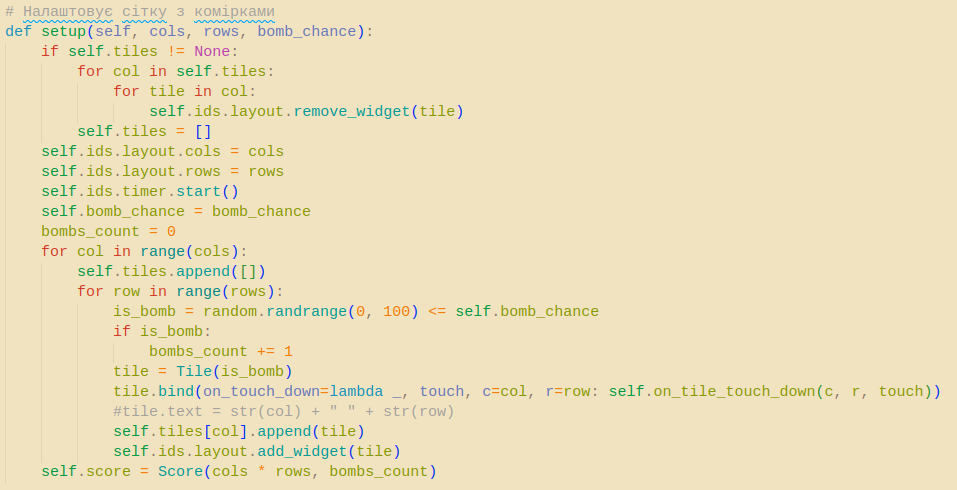 # Налаштовує сітку з комірками
def setup(self, cols, rows, bomb_chance):
    if self.tiles != None:
        for col in self.tiles:
            for tile in col:
                self.ids.layout.remove_widget(tile)
        self.tiles = []
    self.ids.layout.cols = cols
    self.ids.layout.rows = rows
    self.ids.timer.start()
    self.bomb_chance = bomb_chance
    bombs_count = 0
    for col in range(cols):
        self.tiles.append([])
        for row in range(rows):
            is_bomb = random.randrange(0, 100) <= self.bomb_chance
            if is_bomb:
                bombs_count += 1
            tile = Tile(is_bomb)
            tile.bind(on_touch_down=lambda _, touch, c=col, r=row: self.on_tile_touch_down(c, r, touch))
            #tile.text = str(col) + " " + str(row)
            self.tiles[col].append(tile)
            self.ids.layout.add_widget(tile)
    self.score = Score(cols * rows, bombs_count)